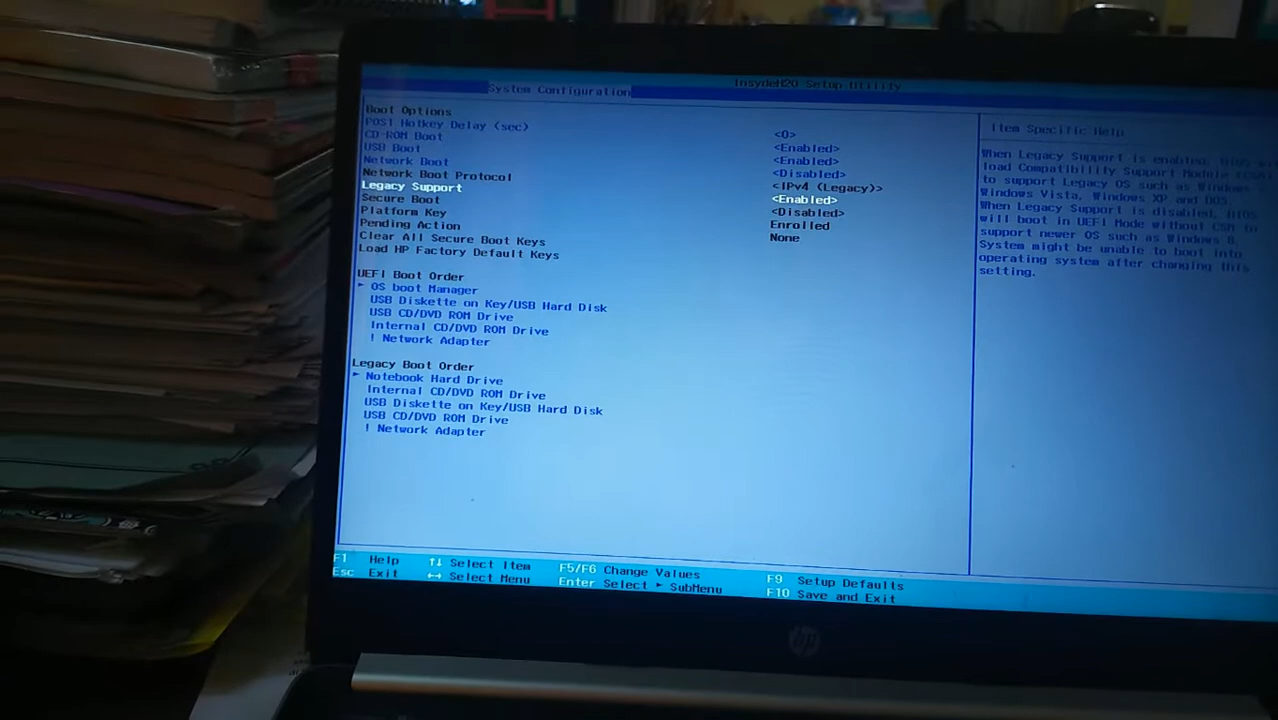 InsydeH2O Setup Utility
System Configuration
Boot Options
POST Hotkey Delay (sec) <0>
CD-ROM Boot <Enabled>
USB Boot <Enabled>
Network Boot <Disabled>
Network Boot Protocol <IPv4 (Legacy)>
Legacy Support <Enabled>
Secure Boot <Disabled>
Platform Key Enrolled
Pending Action None
Clear All Secure Boot Keys
Load HP Factory Default Keys
UEFI Boot Order
► OS boot Manager
USB Diskette on Key/USB Hard Disk
USB CD/DVD ROM Drive
Internal CD/DVD ROM Drive
! Network Adapter
Legacy Boot Order
► Notebook Hard Drive
Internal CD/DVD ROM Drive
USB Diskette on Key/USB Hard Disk
USB CD/DVD ROM Drive
! Network Adapter
Item Specific Help
When Legacy Support is enabled, BIOS
load Compatibility Support Module (CSM)
to support Legacy OS such as Windows
Windows Vista, Windows XP and DOS.
When Legacy Support is disabled, BIOS
will boot in UEFI Mode without CSM to
support newer OS such as Windows 8.
System might be unable to boot into
operating system after changing this
setting.
F1 Help ↑↓ Select Item F5/F6 Change Values F9 Setup Defaults
Esc Exit ↔ Select Menu Enter Select ► SubMenu F10 Save and Exit
hp